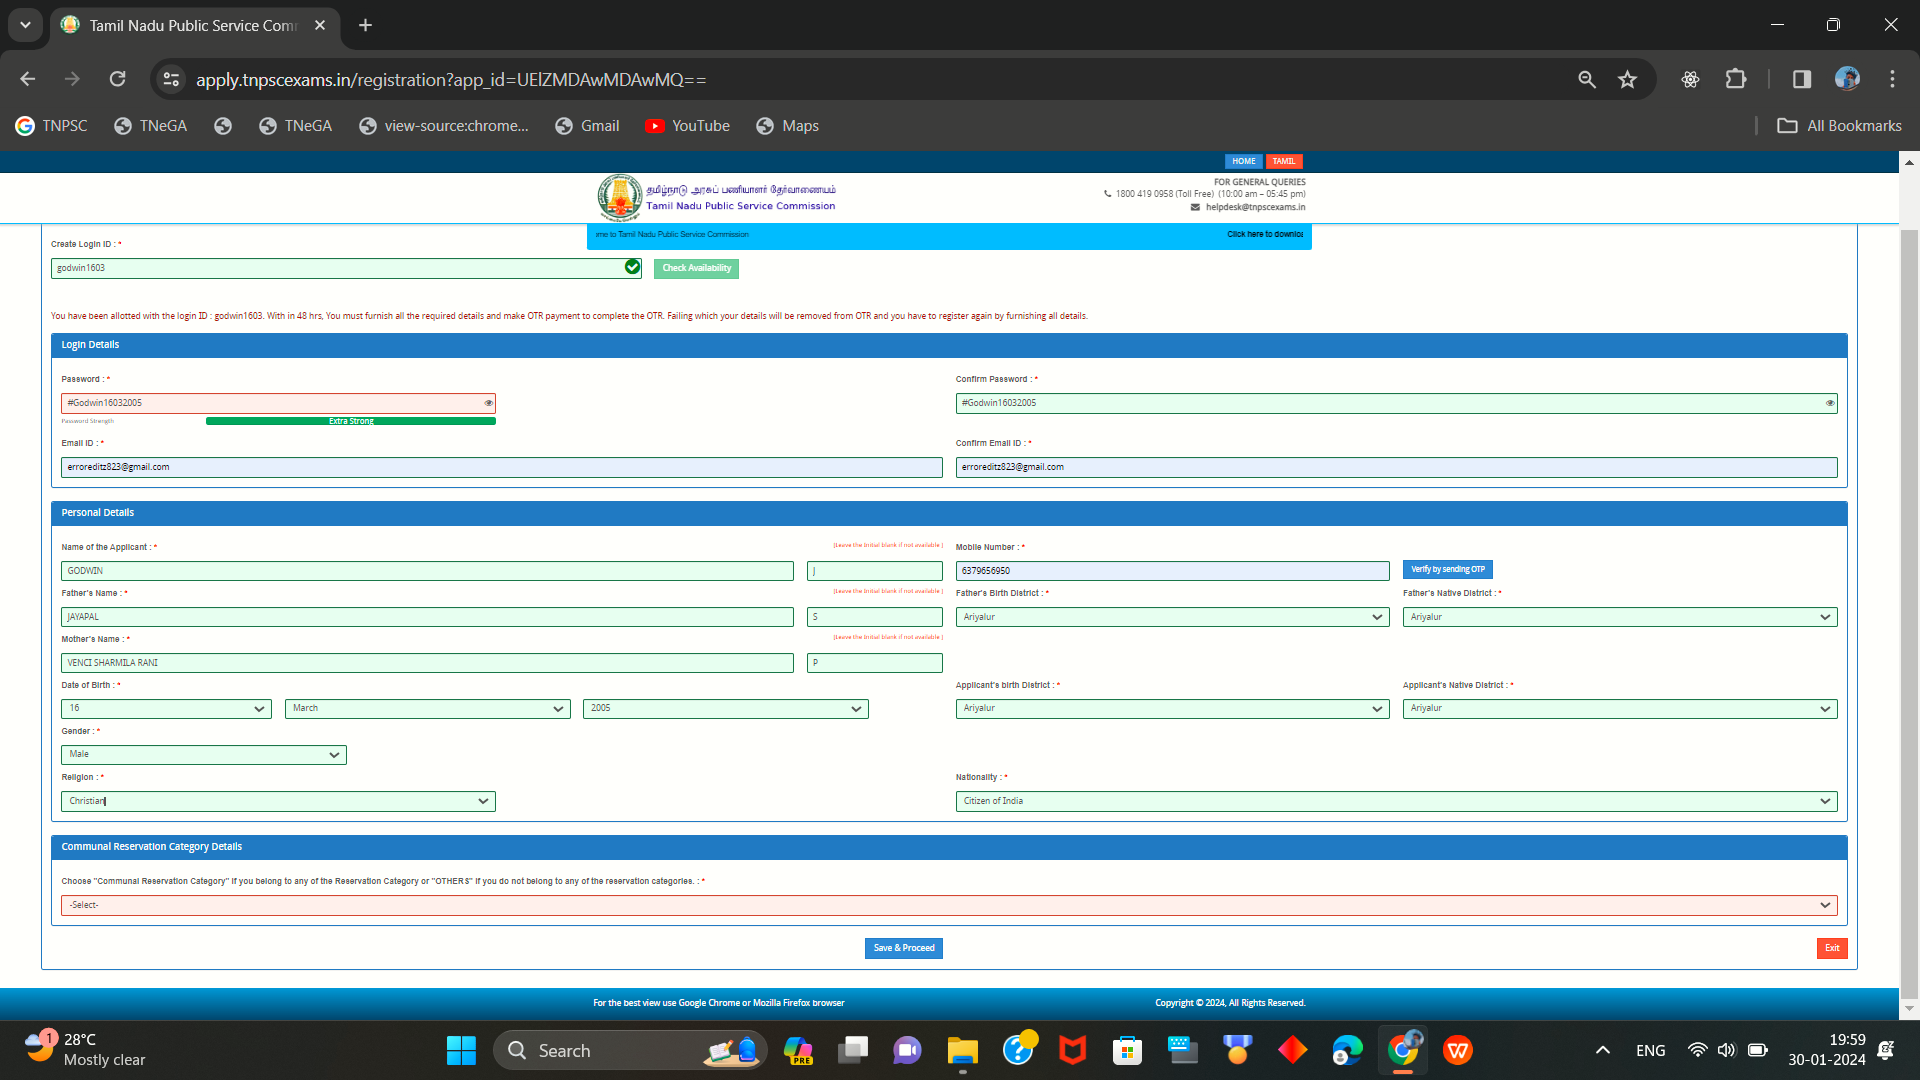 Tamil Nadu Public Service Com
apply.tnpscexams.in/registration?app_id=UElZMDAwMDAwMQ==
TNPSC
TNeGA
TNeGA
view-source:chrome...
Gmail
YouTube
Maps
All Bookmarks
HOME
TAMIL
தமிழ்நாடு அரசுப் பணியாளர் தேர்வாணையம்
Tamil Nadu Public Service Commission
FOR GENERAL QUERIES
1800 419 0958 (Toll Free) (10:00 am – 05:45 pm)
helpdesk@tnpscexams.in
ome to Tamil Nadu Public Service Commission
Click here to downloa
Create Login ID : *
godwin1603
Check Availability
You have been allotted with the login ID : godwin1603. With in 48 hrs, You must furnish all the required details and make OTR payment to complete the OTR. Failing which your details will be removed from OTR and you have to register again by furnishing all details.
Login Details
Password : *
Confirm Password : *
#Godwin16032005
#Godwin16032005
Password Strength
Extra Strong
Email ID : *
Confirm Email ID : *
erroreditz823@gmail.com
erroreditz823@gmail.com
Personal Details
Name of the Applicant : *
(Leave the Initial blank if not available )
Mobile Number : *
GODWIN
J
6379656950
Verify by sending OTP
Father's Name : *
(Leave the Initial blank if not available )
Father's Birth District : *
Father's Native District : *
JAYAPAL
S
Ariyalur
Ariyalur
Mother's Name : *
(Leave the Initial blank if not available )
VENCI SHARMILA RANI
P
Date of Birth : *
Applicant's birth District : *
Applicant's Native District : *
16
March
2005
Ariyalur
Ariyalur
Gender : *
Male
Religion : *
Nationality : *
Christian
Citizen of India
Communal Reservation Category Details
Choose "Communal Reservation Category" if you belong to any of the Reservation Category or "OTHERS" if you do not belong to any of the reservation categories. : *
-Select-
Save & Proceed
Exit
For the best view use Google Chrome or Mozilla Firefox browser
Copyright © 2024, All Rights Reserved.
1
28°C
Mostly clear
Search
PRE
ENG
19:59
30-01-2024